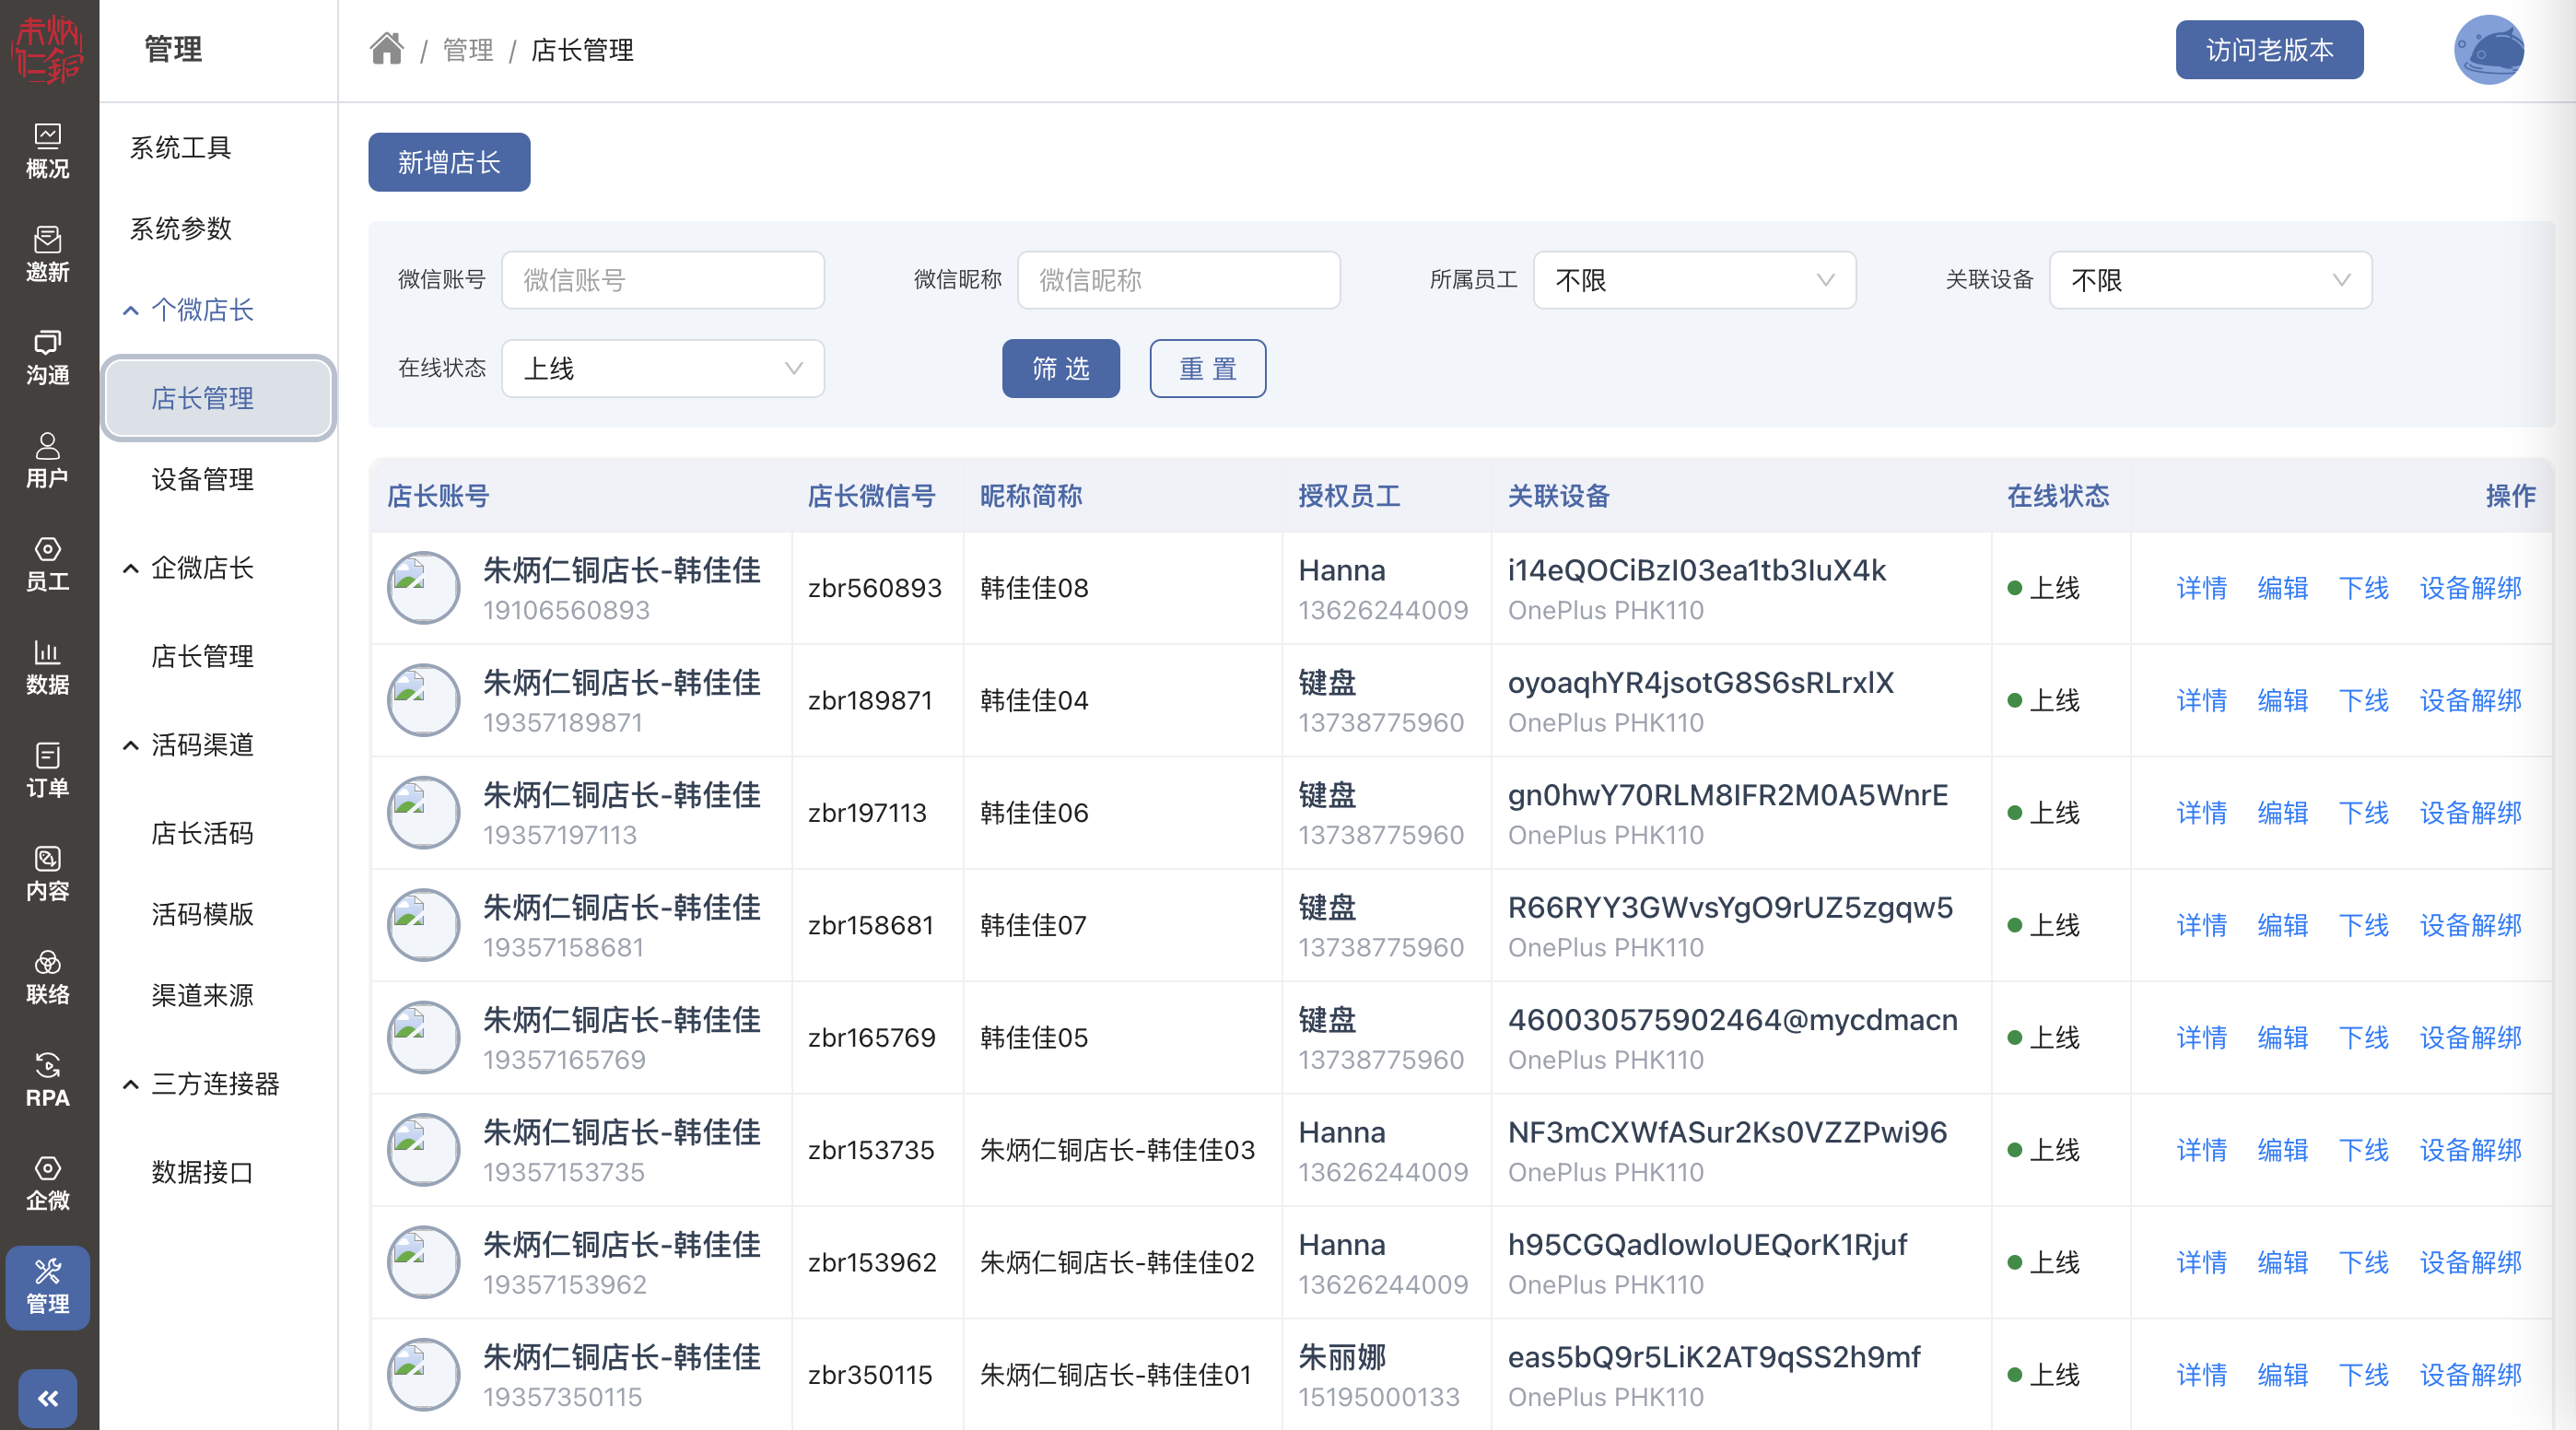 朱炳仁銅
管理
/ 管理 / 店长管理
访问老版本
概况
邀新
沟通
用户
员工
数据
订单
内容
联络
RPA
企微
管理
系统工具
系统参数
个微店长
店长管理
设备管理
企微店长
店长管理
活码渠道
店长活码
活码模版
渠道来源
三方连接器
数据接口
新增店长
微信账号 微信账号 微信昵称 微信昵称 所属员工 不限 关联设备 不限
在线状态 上线 筛 选 重 置
店长账号 店长微信号 昵称简称 授权员工 关联设备 在线状态 操作
朱炳仁铜店长-韩佳佳 Hanna i14eQOCiBzI03ea1tb3IuX4k
zbr560893 韩佳佳08 上线 详情 编辑 下线 设备解绑
19106560893 13626244009 OnePlus PHK110
朱炳仁铜店长-韩佳佳 键盘 oyoaqhYR4jsotG8S6sRLrxlX
zbr189871 韩佳佳04 上线 详情 编辑 下线 设备解绑
19357189871 13738775960 OnePlus PHK110
朱炳仁铜店长-韩佳佳 键盘 gn0hwY70RLM8IFR2M0A5WnrE
zbr197113 韩佳佳06 上线 详情 编辑 下线 设备解绑
19357197113 13738775960 OnePlus PHK110
朱炳仁铜店长-韩佳佳 键盘 R66RYY3GWvsYgO9rUZ5zgqw5
zbr158681 韩佳佳07 上线 详情 编辑 下线 设备解绑
19357158681 13738775960 OnePlus PHK110
朱炳仁铜店长-韩佳佳 键盘 460030575902464@mycdmacn
zbr165769 韩佳佳05 上线 详情 编辑 下线 设备解绑
19357165769 13738775960 OnePlus PHK110
朱炳仁铜店长-韩佳佳 Hanna NF3mCXWfASur2Ks0VZZPwi96
zbr153735 朱炳仁铜店长-韩佳佳03 上线 详情 编辑 下线 设备解绑
19357153735 13626244009 OnePlus PHK110
朱炳仁铜店长-韩佳佳 Hanna h95CGQadlowIoUEQorK1Rjuf
zbr153962 朱炳仁铜店长-韩佳佳02 上线 详情 编辑 下线 设备解绑
19357153962 13626244009 OnePlus PHK110
朱炳仁铜店长-韩佳佳 朱丽娜 eas5bQ9r5LiK2AT9qSS2h9mf
zbr350115 朱炳仁铜店长-韩佳佳01 上线 详情 编辑 下线 设备解绑
19357350115 15195000133 OnePlus PHK110